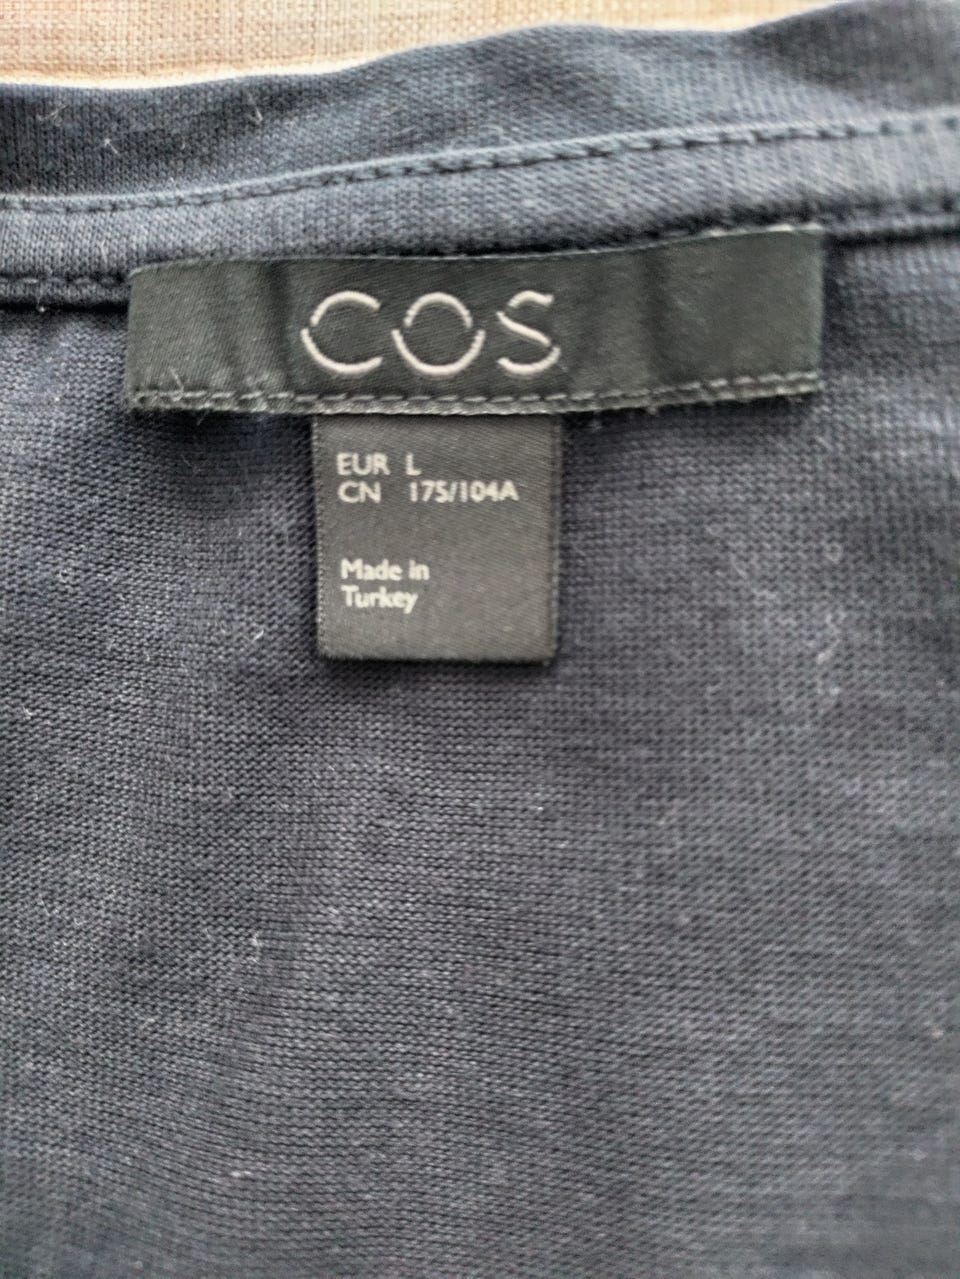 COS
EUR L
CN 175/104A
Made in
Turkey